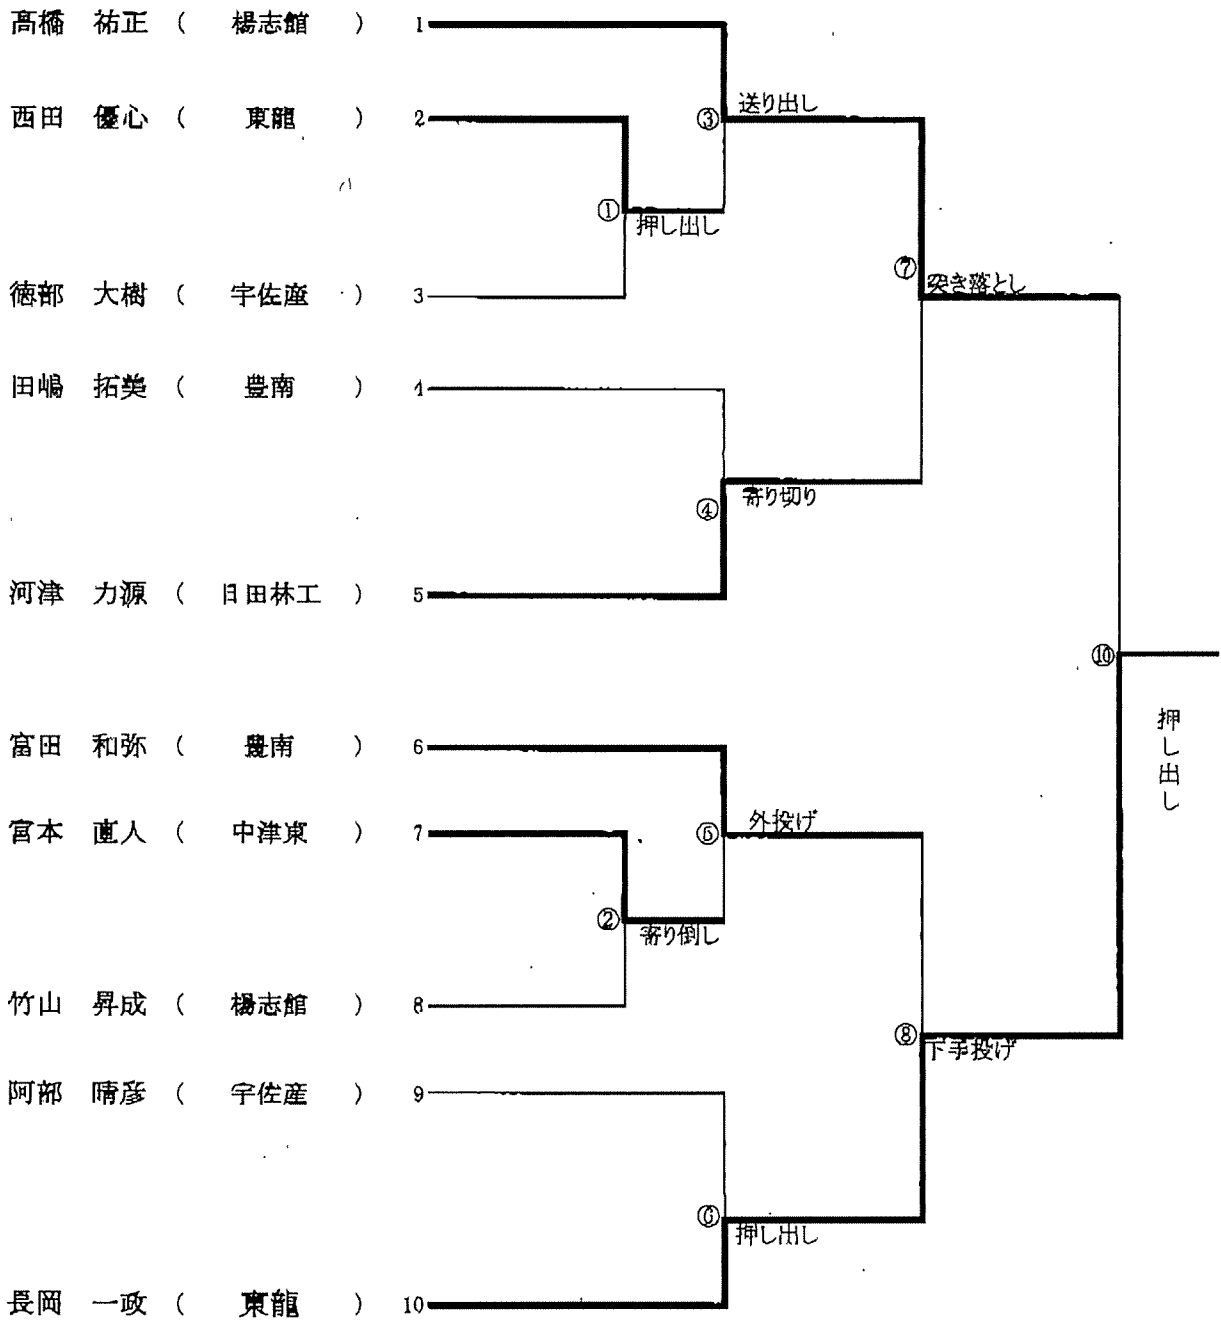 高橋 祐正 ( 楊志館 ) 1
送り出し
西田 優心 ( 東龍 ) 2
③
①
押し出し
⑦
突き落とし
徳部 大樹 ( 宇佐産 ) 3
田嶋 拓美 ( 豊南 ) 4
寄り切り
④
河津 力源 ( 日田林工 ) 5
⑩
押し出し
富田 和弥 ( 豊南 ) 6
外投げ
宮本 直人 ( 中津東 ) 7
⑤
②
寄り倒し
竹山 昇成 ( 楊志館 ) 8
⑧
下手投げ
阿部 晴彦 ( 宇佐産 ) 9
⑥
押し出し
長岡 一政 ( 東龍 ) 10